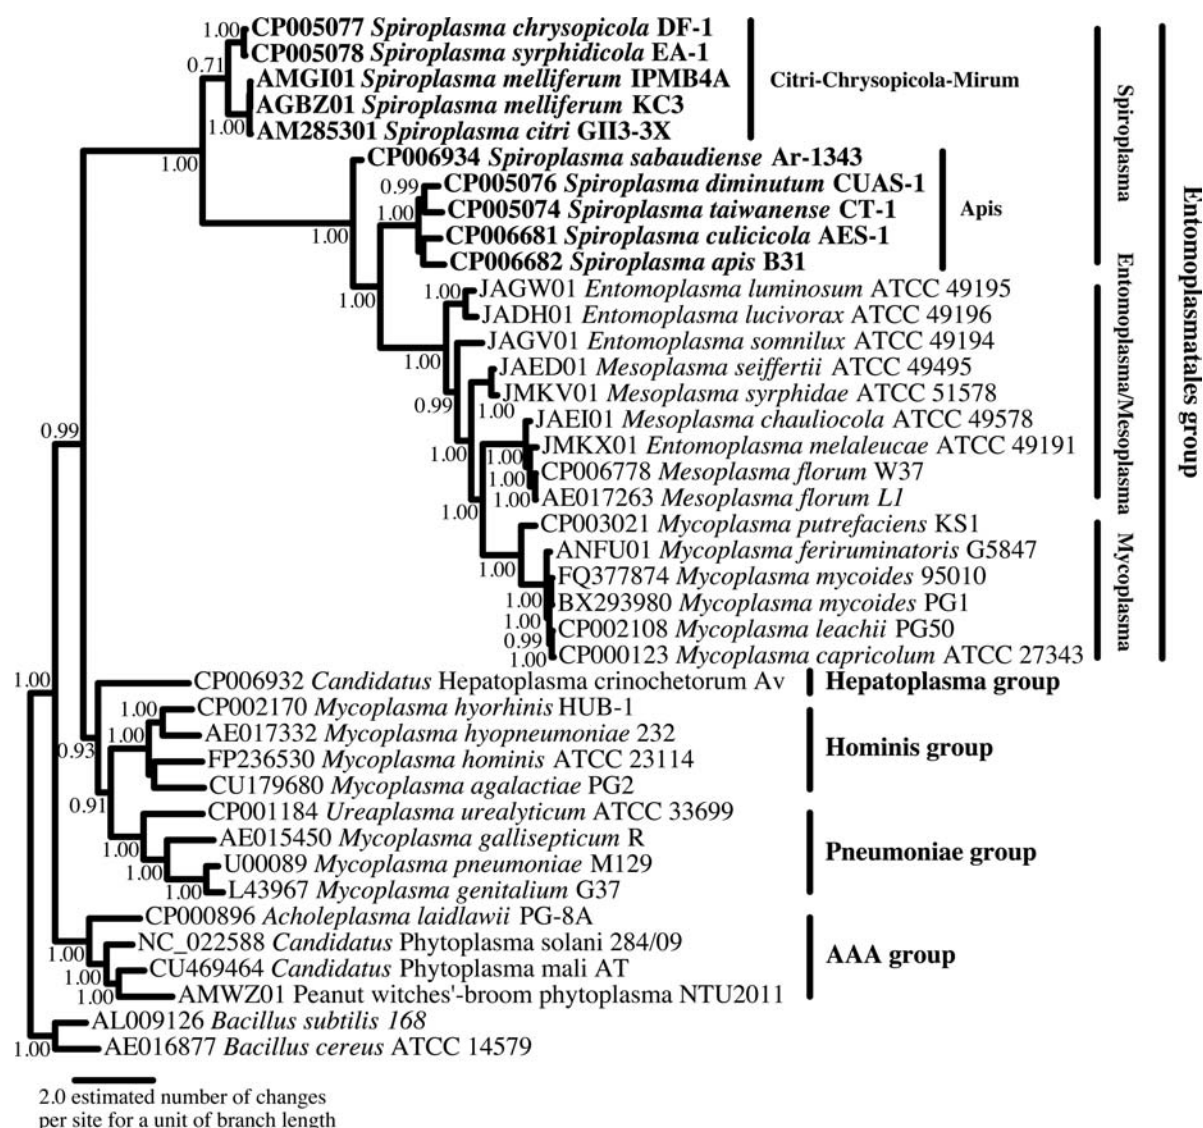 1.00
CP005077 Spiroplasma chrysopicola DF-1
CP005078 Spiroplasma syrphidicola EA-1
0.71
AMGI01 Spiroplasma melliferum IPMB4A
Citri-Chrysopicola-Mirum
AGBZ01 Spiroplasma melliferum KC3
1.00
AM285301 Spiroplasma citri GII3-3X
1.00
CP006934 Spiroplasma sabaudiense Ar-1343
0.99
CP005076 Spiroplasma diminutum CUAS-1
1.00
CP005074 Spiroplasma taiwanense CT-1
Apis
1.00
CP006681 Spiroplasma culicicola AES-1
CP006682 Spiroplasma apis B31
Spiroplasma
1.00
1.00
JAGW01 Entomoplasma luminosum ATCC 49195
JADH01 Entomoplasma lucivorax ATCC 49196
JAGV01 Entomoplasma somnilux ATCC 49194
1.00
JAED01 Mesoplasma seiffertii ATCC 49495
0.99
JMKV01 Mesoplasma syrphidae ATCC 51578
1.00
JAEI01 Mesoplasma chauliocola ATCC 49578
0.99
JMKX01 Entomoplasma melaleucae ATCC 49191
1.00
1.00
CP006778 Mesoplasma florum W37
1.00
AE017263 Mesoplasma florum L1
1.00
1.00
Entomoplasma/Mesoplasma
CP003021 Mycoplasma putrefaciens KS1
ANFU01 Mycoplasma feriruminatoris G5847
1.00
FQ377874 Mycoplasma mycoides 95010
1.00
BX293980 Mycoplasma mycoides PG1
1.00
CP002108 Mycoplasma leachii PG50
0.99
CP000123 Mycoplasma capricolum ATCC 27343
1.00
Mycoplasma
Entomoplasmatales group
1.00
CP006932 Candidatus Hepatoplasma crinochetorum Av
Hepatoplasma group
1.00
CP002170 Mycoplasma hyorhinis HUB-1
1.00
AE017332 Mycoplasma hyopneumoniae 232
0.93
Hominis group
FP236530 Mycoplasma hominis ATCC 23114
CU179680 Mycoplasma agalactiae PG2
0.91
CP001184 Ureaplasma urealyticum ATCC 33699
AE015450 Mycoplasma gallisepticum R
1.00
Pneumoniae group
U00089 Mycoplasma pneumoniae M129
1.00
L43967 Mycoplasma genitalium G37
1.00
CP000896 Acholeplasma laidlawii PG-8A
NC_022588 Candidatus Phytoplasma solani 284/09
1.00
AAA group
CU469464 Candidatus Phytoplasma mali AT
1.00
AMWZ01 Peanut witches'-broom phytoplasma NTU2011
1.00
AL009126 Bacillus subtilis 168
AE016877 Bacillus cereus ATCC 14579
1.00
2.0 estimated number of changes
per site for a unit of branch length